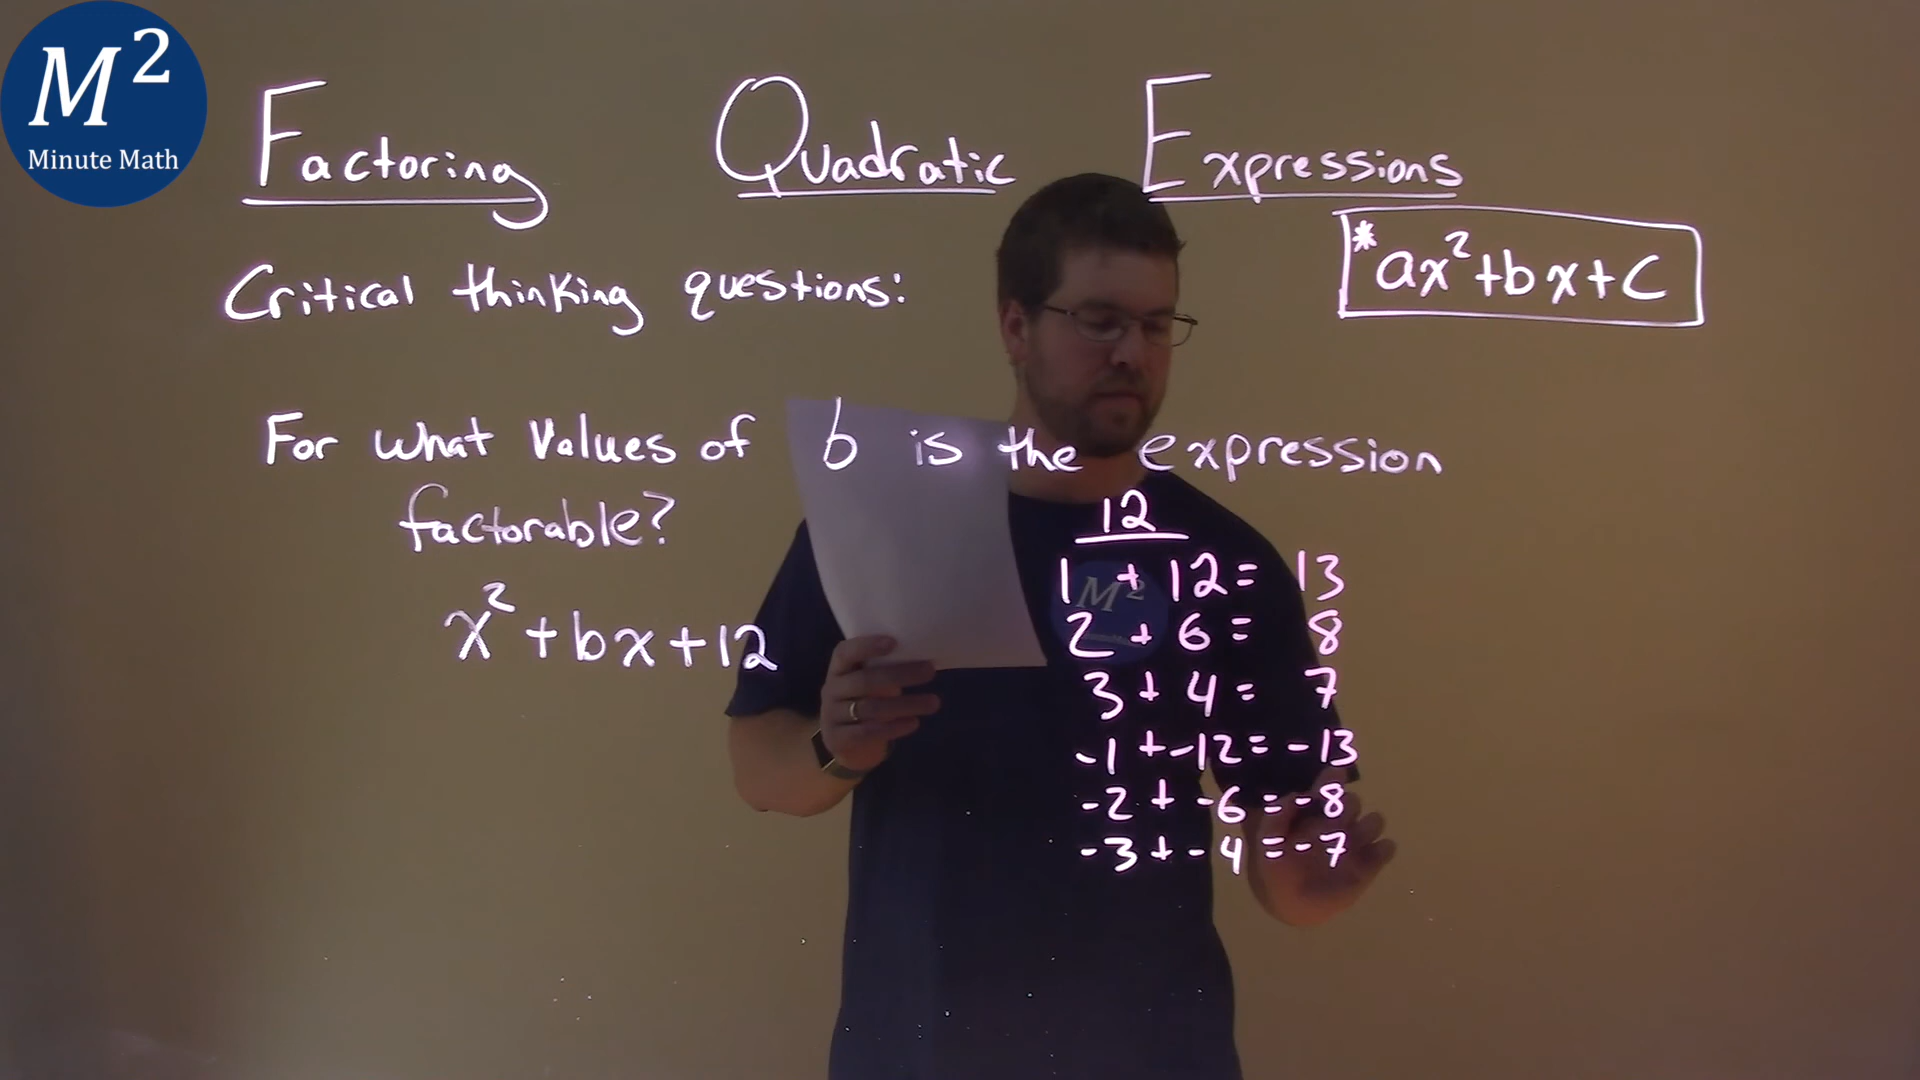 M²
Minute Math
Factoring Quadratic Expressions
Critical thinking questions:
*ax²+bx+c
For what values of b is the expression
factorable?
x²+bx+12
12
1 + 12 = 13
2 + 6 = 8
3 + 4 = 7
-1 + -12 = -13
-2 + -6 = -8
-3 + -4 = -7
M²